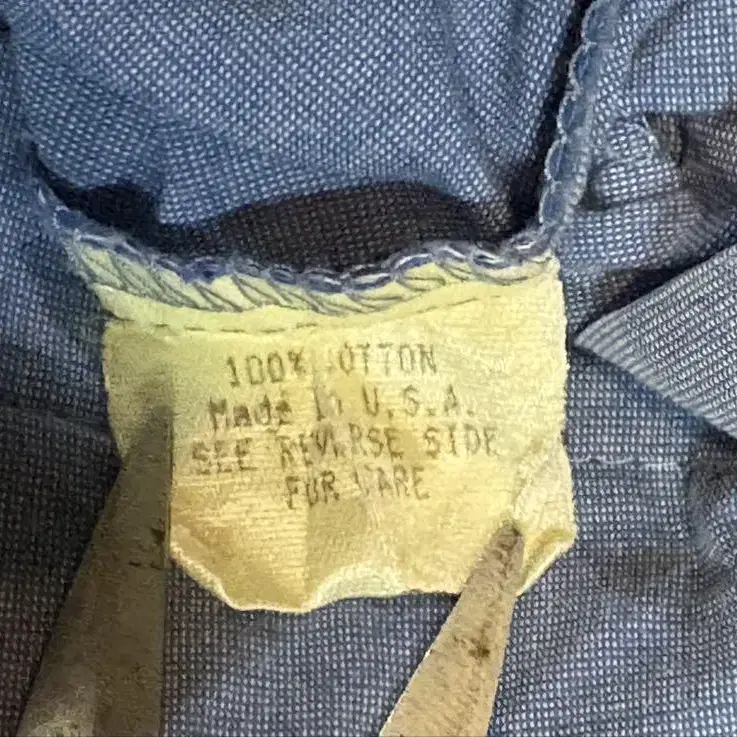 100% COTTON
Made in U.S.A.
SEE REVERSE SIDE
FOR CARE